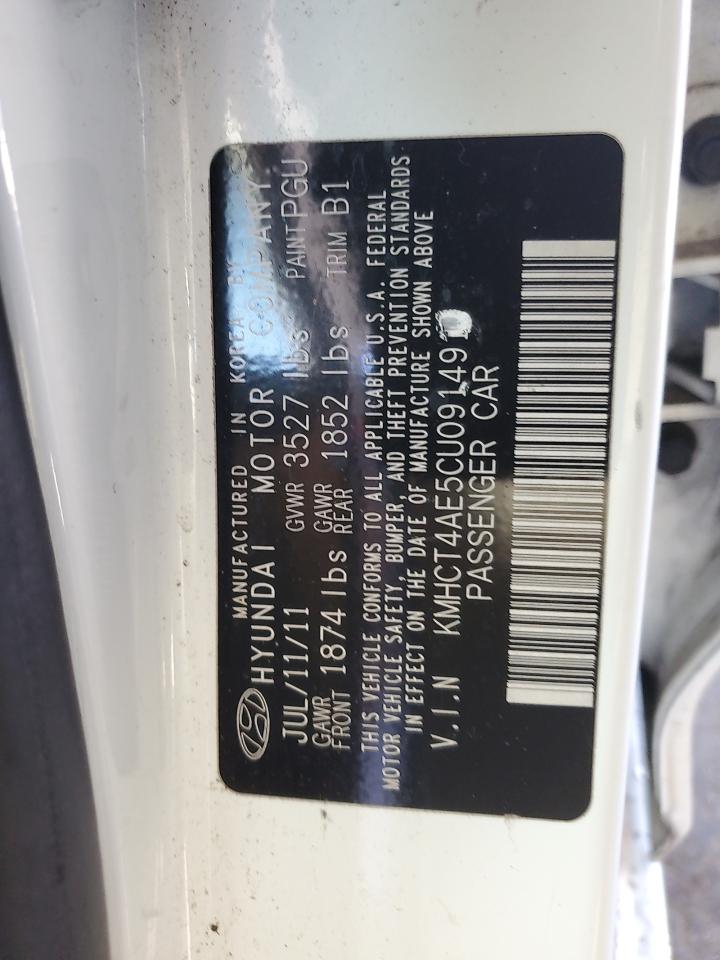 MANUFACTURED IN KOREA BY
HYUNDAI MOTOR COMPANY
JUL/11/11 GVWR 3527 lbs PAINT PGU
GAWR FRONT 1874 lbs GAWR REAR 1852 lbs TRIM B1
THIS VEHICLE CONFORMS TO ALL APPLICABLE U.S.A. FEDERAL
MOTOR VEHICLE SAFETY, BUMPER, AND THEFT PREVENTION STANDARDS
IN EFFECT ON THE DATE OF MANUFACTURE SHOWN ABOVE
V.I.N KMHCT4AE5CU09149
PASSENGER CAR